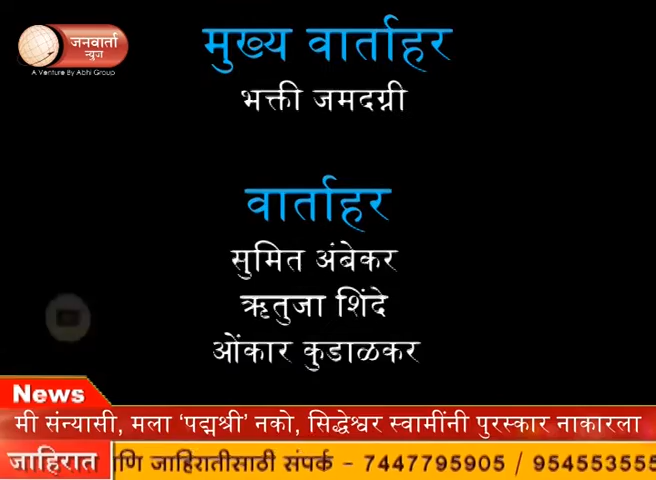 जनवार्ता
न्युज
A Venture By Abhi Group
मुख्य वार्ताहर
भक्ती जमदग्नी
वार्ताहर
सुमित अंबेकर
ऋतुजा शिंदे
ओंकार कुडाळकर
News
मी संन्यासी, मला ‘पद्मश्री’ नको, सिद्धेश्वर स्वामींनी पुरस्कार नाकारला
जाहिरात
णि जाहिरातीसाठी संपर्क - 7447795905 / 954553555